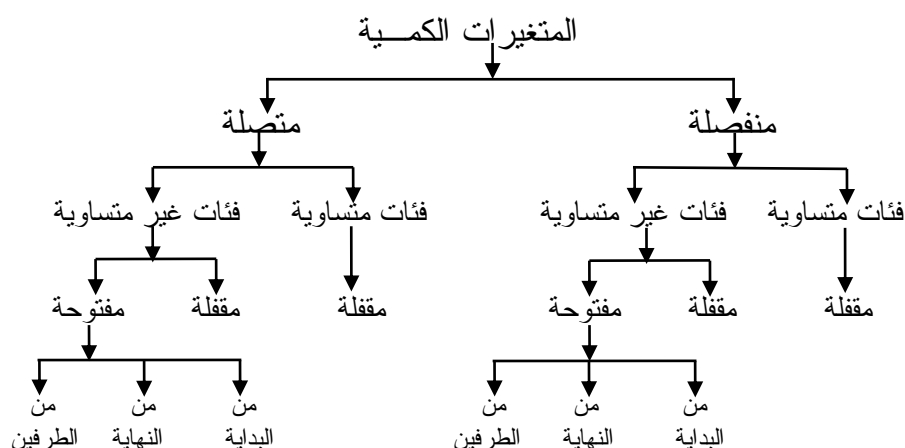 المتغيرات الكمـــية
منفصلة متصلة
فئات متساوية فئات غير متساوية فئات متساوية فئات غير متساوية
مقفلة مقفلة مفتوحة مقفلة مقفلة مفتوحة
من من من من من من
البداية النهاية الطرفين البداية النهاية الطرفين